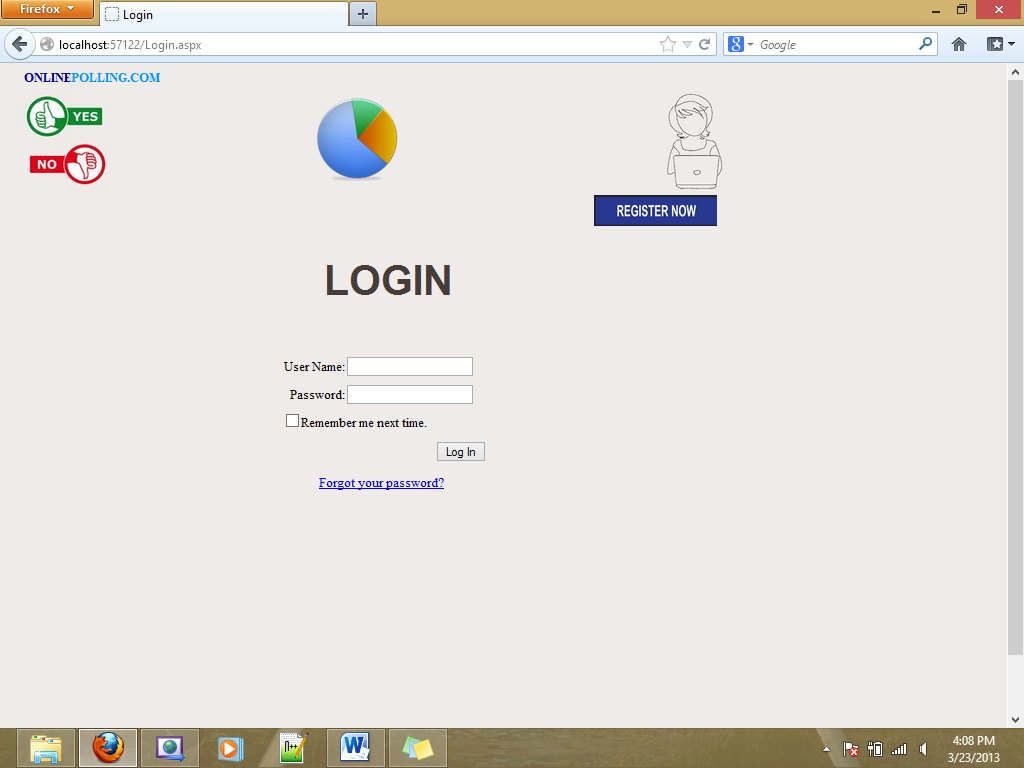 Firefox
Login
localhost:57122/Login.aspx
Google
ONLINEPOLLING.COM
YES
NO
REGISTER NOW
LOGIN
User Name:
Password:
Remember me next time.
Log In
Forgot your password?
4:08 PM
3/23/2013